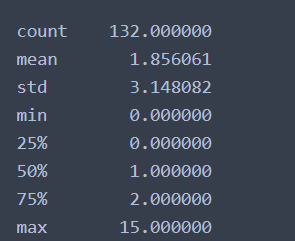 count 132.000000
mean 1.856061
std 3.148082
min 0.000000
25% 0.000000
50% 1.000000
75% 2.000000
max 15.000000